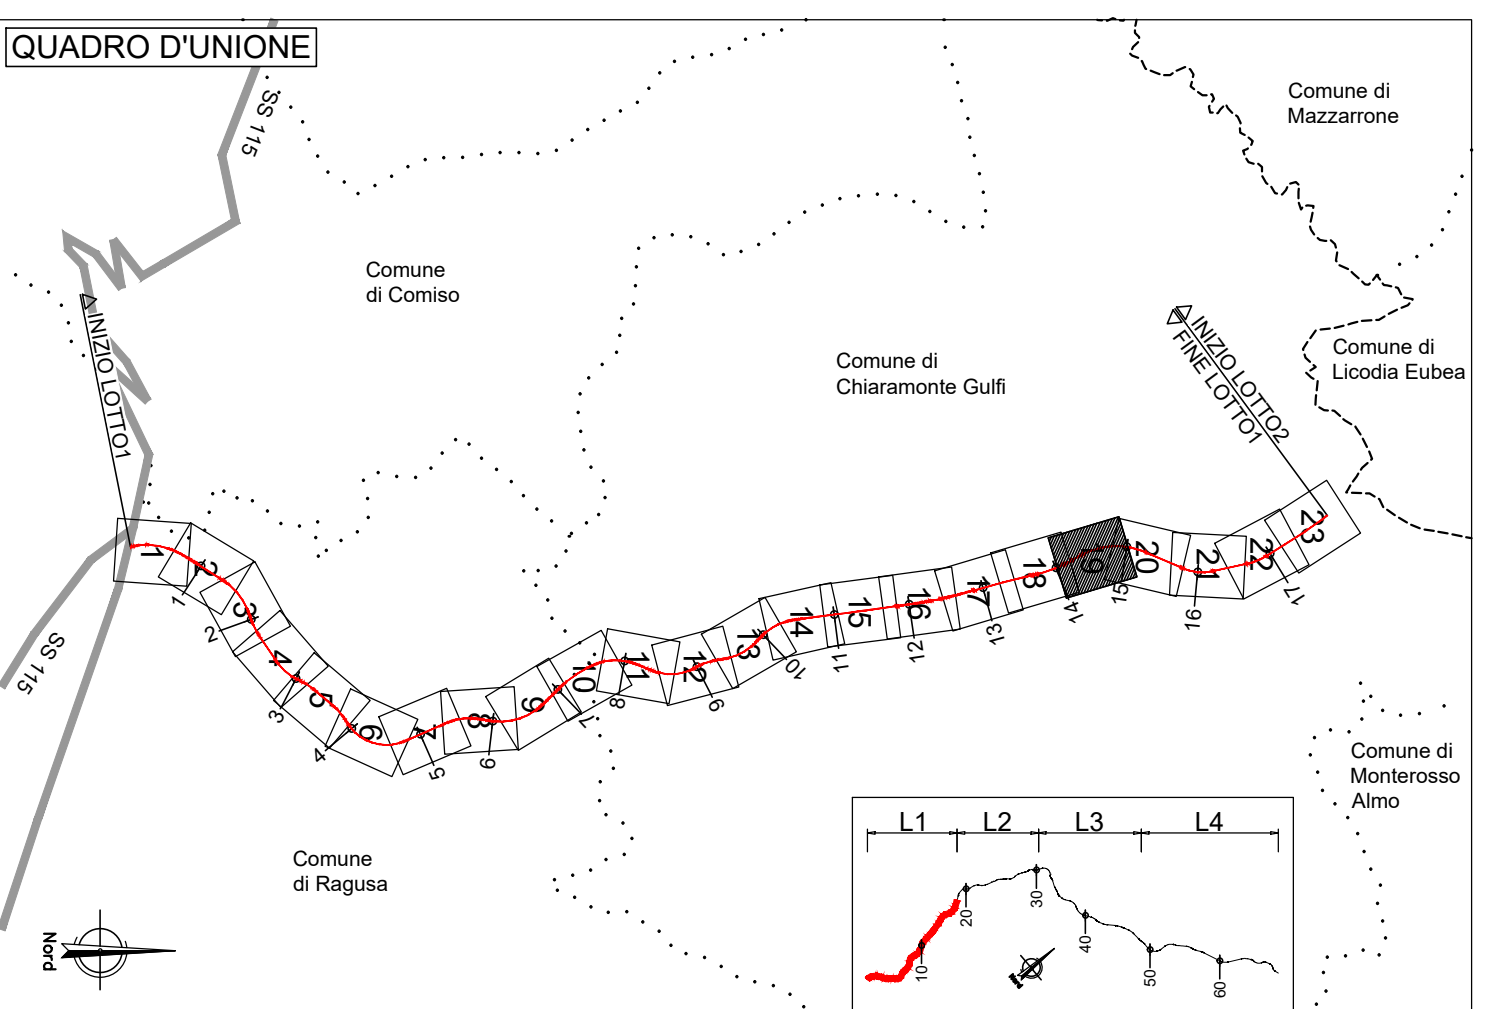 QUADRO D'UNIONE
SS 115
Comune di
Mazzarrone
Comune
di Comiso
INIZIO LOTTO1
Comune di
Chiaramonte Gulfi
INIZIO LOTTO2
FINE LOTTO1
Comune di
Licodia Eubea
1
2
3
4
5
6
7
8
9
10
11
12
13
14
15
16
17
18
19
20
21
22
23
1
2
3
4
5
6
7
8
9
10
11
12
13
14
15
16
17
SS 115
Comune di
Monterosso
Almo
Comune
di Ragusa
Nord
L1
L2
L3
L4
10
20
30
40
50
60
Nord